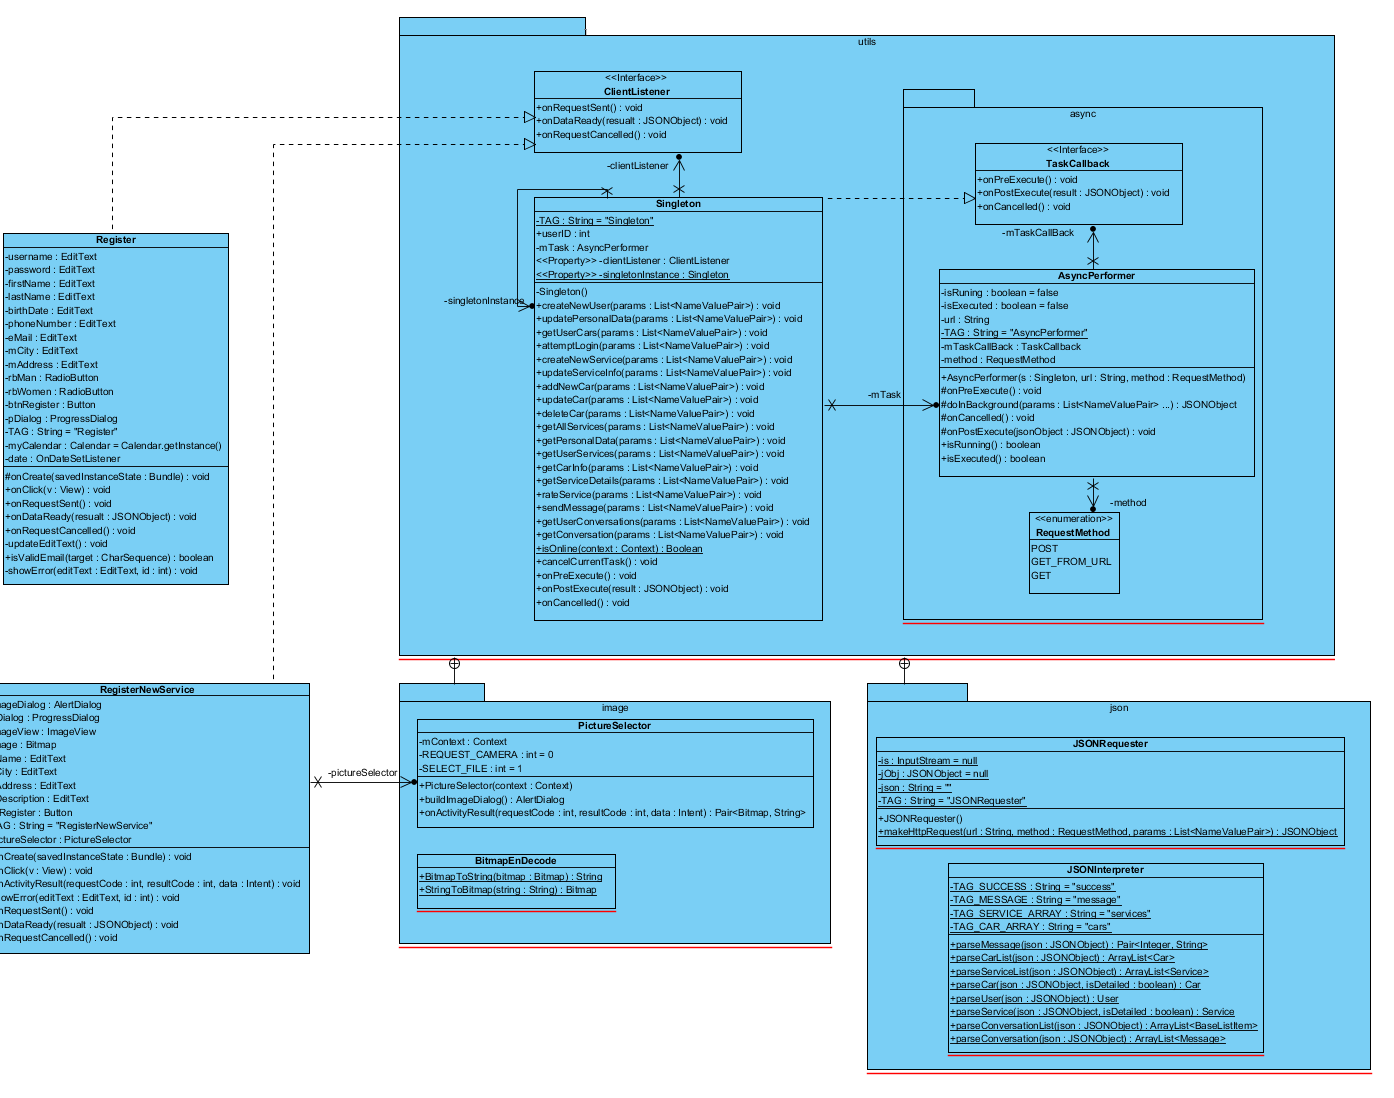 utils
<<Interface>>
ClientListener
+onRequestSent() : void
+onDataReady(resualt : JSONObject) : void
+onRequestCancelled() : void
-clientListener
async
<<Interface>>
TaskCallback
+onPreExecute() : void
+onPostExecute(result : JSONObject) : void
+onCancelled() : void
-mTaskCallBack
Singleton
-TAG : String = "Singleton"
+userID : int
-mTask : AsyncPerformer
<<Property>> -clientListener : ClientListener
<<Property>> -singletonInstance : Singleton
-Singleton()
+createNewUser(params : List<NameValuePair>) : void
+updatePersonalData(params : List<NameValuePair>) : void
+getUserCars(params : List<NameValuePair>) : void
+attemptLogin(params : List<NameValuePair>) : void
+createNewService(params : List<NameValuePair>) : void
+updateServiceInfo(params : List<NameValuePair>) : void
+addNewCar(params : List<NameValuePair>) : void
+updateCar(params : List<NameValuePair>) : void
+deleteCar(params : List<NameValuePair>) : void
+getAllServices(params : List<NameValuePair>) : void
+getPersonalData(params : List<NameValuePair>) : void
+getUserServices(params : List<NameValuePair>) : void
+getCarInfo(params : List<NameValuePair>) : void
+getServiceDetails(params : List<NameValuePair>) : void
+rateService(params : List<NameValuePair>) : void
+sendMessage(params : List<NameValuePair>) : void
+getUserConversations(params : List<NameValuePair>) : void
+getConversation(params : List<NameValuePair>) : void
+isOnline(context : Context) : Boolean
+cancelCurrentTask() : void
+onPreExecute() : void
+onPostExecute(result : JSONObject) : void
+onCancelled() : void
-singletonInstance
-mTask
AsyncPerformer
-isRuning : boolean = false
-isExecuted : boolean = false
-url : String
-TAG : String = "AsyncPerformer"
-mTaskCallBack : TaskCallback
-method : RequestMethod
+AsyncPerformer(s : Singleton, url : String, method : RequestMethod)
#onPreExecute() : void
#doInBackground(params : List<NameValuePair> ...) : JSONObject
#onCancelled() : void
#onPostExecute(jsonObject : JSONObject) : void
+isRunning() : boolean
+isExecuted() : boolean
-method
<<enumeration>>
RequestMethod
POST
GET_FROM_URL
GET
Register
-username : EditText
-password : EditText
-firstName : EditText
-lastName : EditText
-birthDate : EditText
-phoneNumber : EditText
-eMail : EditText
-mCity : EditText
-mAddress : EditText
-rbMan : RadioButton
-rbWomen : RadioButton
-btnRegister : Button
-pDialog : ProgressDialog
-TAG : String = "Register"
-myCalendar : Calendar = Calendar.getInstance()
-date : OnDateSetListener
#onCreate(savedInstanceState : Bundle) : void
+onClick(v : View) : void
+onRequestSent() : void
+onDataReady(resualt : JSONObject) : void
+onRequestCancelled() : void
-updateEditText() : void
+isValidEmail(target : CharSequence) : boolean
-showError(editText : EditText, id : int) : void
RegisterNewService
ageDialog : AlertDialog
Dialog : ProgressDialog
ageView : ImageView
age : Bitmap
Name : EditText
City : EditText
Address : EditText
Description : EditText
Register : Button
AG : String = "RegisterNewService"
ctureSelector : PictureSelector
nCreate(savedInstanceState : Bundle) : void
nClick(v : View) : void
nActivityResult(requestCode : int, resultCode : int, data : Intent) : void
owError(editText : EditText, id : int) : void
nRequestSent() : void
nDataReady(resualt : JSONObject) : void
nRequestCancelled() : void
-pictureSelector
image
PictureSelector
-mContext : Context
-REQUEST_CAMERA : int = 0
-SELECT_FILE : int = 1
+PictureSelector(context : Context)
+buildImageDialog() : AlertDialog
+onActivityResult(requestCode : int, resultCode : int, data : Intent) : Pair<Bitmap, String>
BitmapEnDecode
+BitmapToString(bitmap : Bitmap) : String
+StringToBitmap(string : String) : Bitmap
json
JSONRequester
-is : InputStream = null
-jObj : JSONObject = null
-json : String = ""
-TAG : String = "JSONRequester"
+JSONRequester()
+makeHttpRequest(url : String, method : RequestMethod, params : List<NameValuePair>) : JSONObject
JSONInterpreter
-TAG_SUCCESS : String = "success"
-TAG_MESSAGE : String = "message"
-TAG_SERVICE_ARRAY : String = "services"
-TAG_CAR_ARRAY : String = "cars"
+parseMessage(json : JSONObject) : Pair<Integer, String>
+parseCarList(json : JSONObject) : ArrayList<Car>
+parseServiceList(json : JSONObject) : ArrayList<Service>
+parseCar(json : JSONObject, isDetailed : boolean) : Car
+parseUser(json : JSONObject) : User
+parseService(json : JSONObject, isDetailed : boolean) : Service
+parseConversationList(json : JSONObject) : ArrayList<BaseListItem>
+parseConversation(json : JSONObject) : ArrayList<Message>